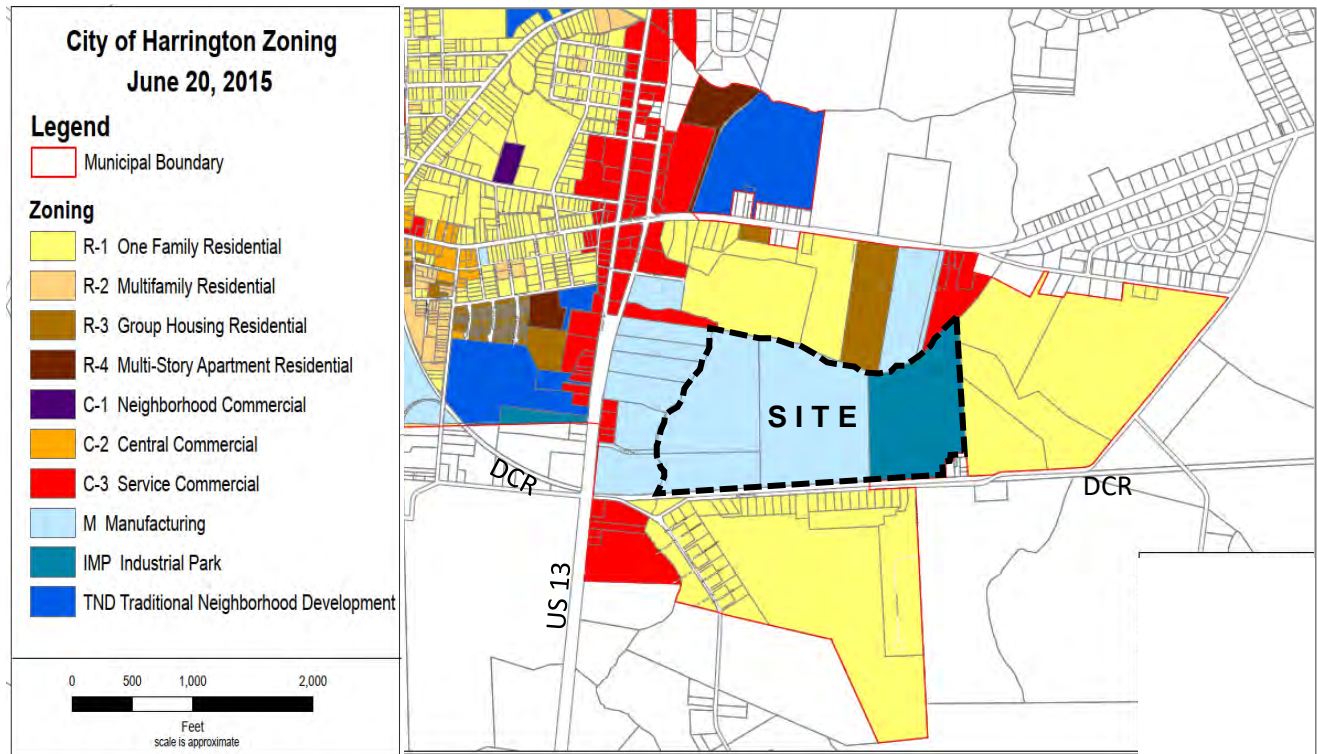 City of Harrington Zoning
June 20, 2015
Legend
Municipal Boundary
Zoning
R-1 One Family Residential
R-2 Multifamily Residential
R-3 Group Housing Residential
R-4 Multi-Story Apartment Residential
C-1 Neighborhood Commercial
C-2 Central Commercial
C-3 Service Commercial
M Manufacturing
IMP Industrial Park
TND Traditional Neighborhood Development
0 500 1,000 2,000
Feet
scale is approximate
SITE
DCR
DCR
US 13